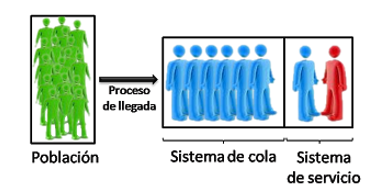 Proceso
de llegada
Población
Sistema de cola
Sistema
de servicio